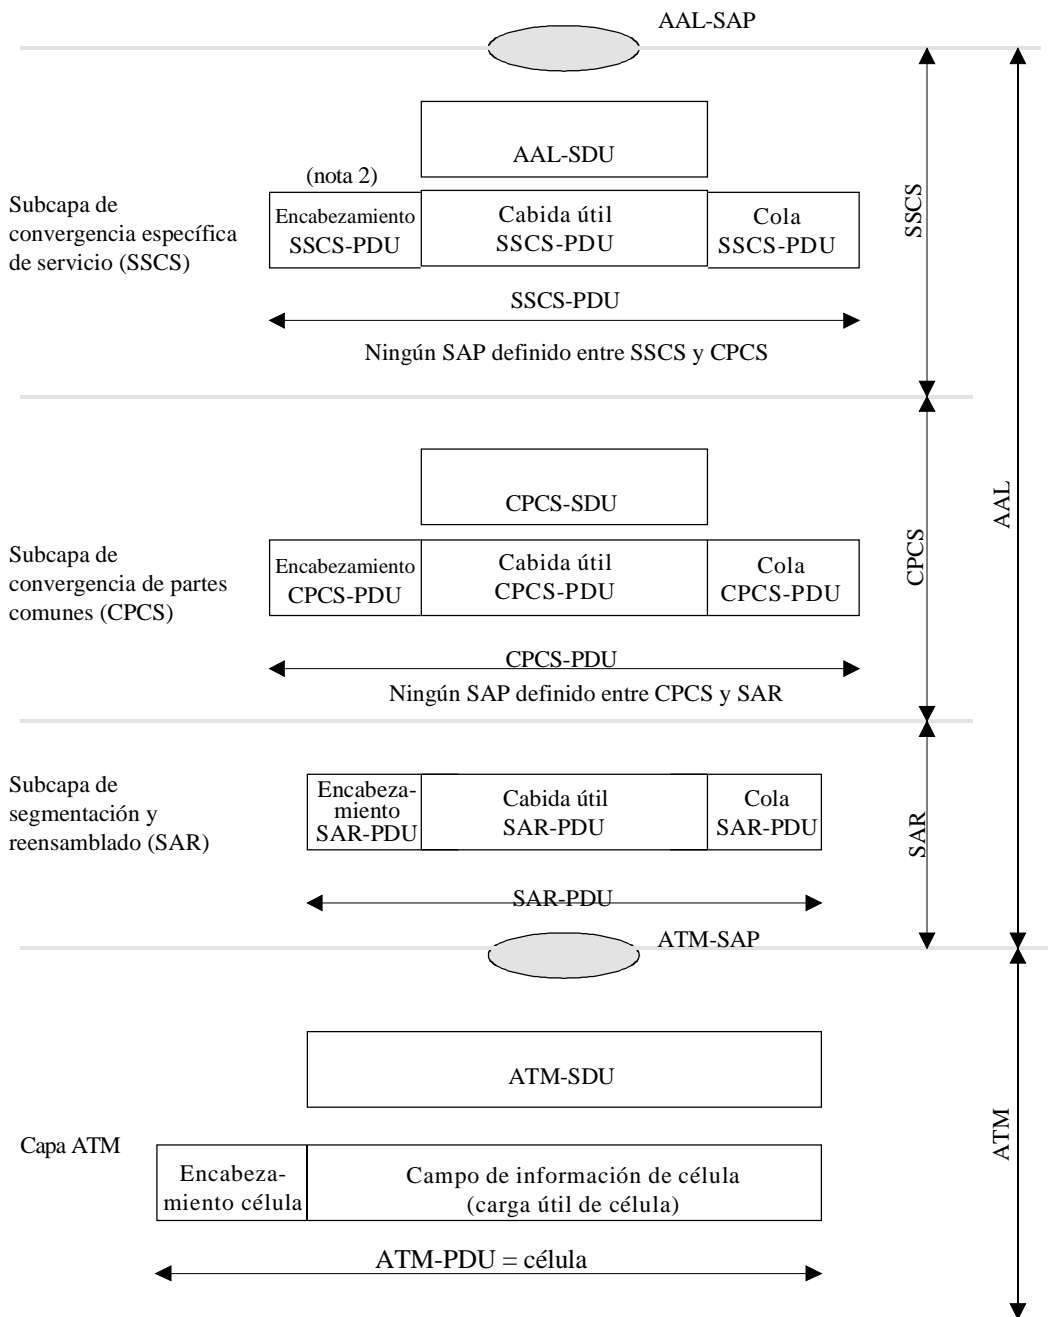 AAL-SAP
AAL-SDU
(nota 2)
Subcapa de
convergencia específica
de servicio (SSCS)
Encabezamiento
SSCS-PDU
Cabida útil
SSCS-PDU
Cola
SSCS-PDU
SSCS-PDU
Ningún SAP definido entre SSCS y CPCS
SSCS
CPCS-SDU
Subcapa de
convergencia de partes
comunes (CPCS)
Encabezamiento
CPCS-PDU
Cabida útil
CPCS-PDU
Cola
CPCS-PDU
CPCS-PDU
Ningún SAP definido entre CPCS y SAR
CPCS
AAL
Subcapa de
segmentación y
reensamblado (SAR)
Encabeza-
miento
SAR-PDU
Cabida útil
SAR-PDU
Cola
SAR-PDU
SAR-PDU
SAR
ATM-SAP
ATM-SDU
Capa ATM
Encabeza-
miento célula
Campo de información de célula
(carga útil de célula)
ATM-PDU = célula
ATM